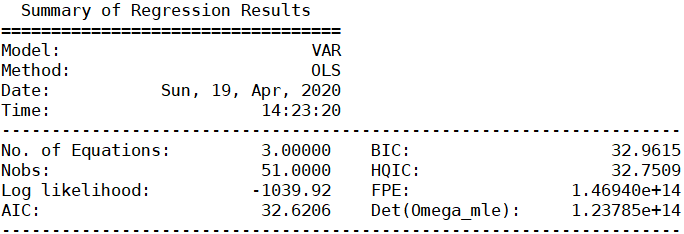 Summary of Regression Results
==================================
Model:                         VAR
Method:                        OLS
Date:           Sun, 19, Apr, 2020
Time:                     14:23:20
--------------------------------------------------------------------
No. of Equations:         3.00000    BIC:                    32.9615
Nobs:                     51.0000    HQIC:                   32.7509
Log likelihood:          -1039.92    FPE:                1.46940e+14
AIC:                      32.6206    Det(Omega_mle):     1.23785e+14
--------------------------------------------------------------------